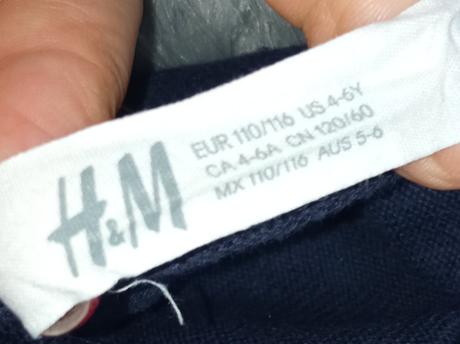 H&M
EUR 110/116 US 4-6Y
CA 4-6A CN 120/60
MX 110/116 AUS 5-6